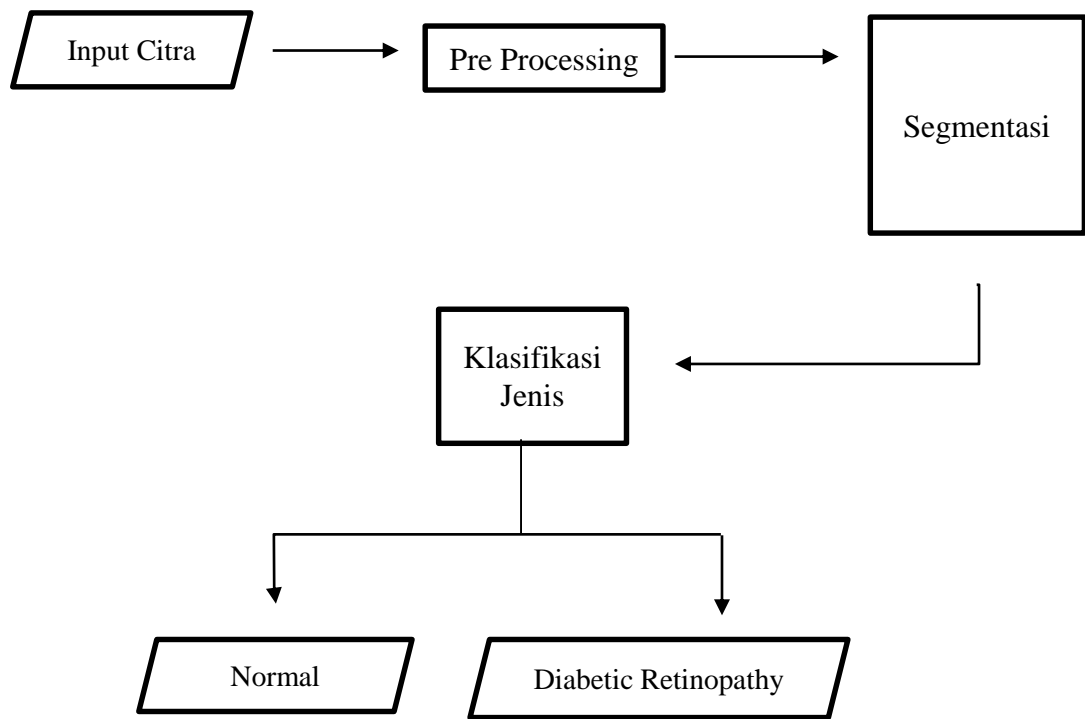 Input Citra
Pre Processing
Segmentasi
Klasifikasi
Jenis
Normal
Diabetic Retinopathy